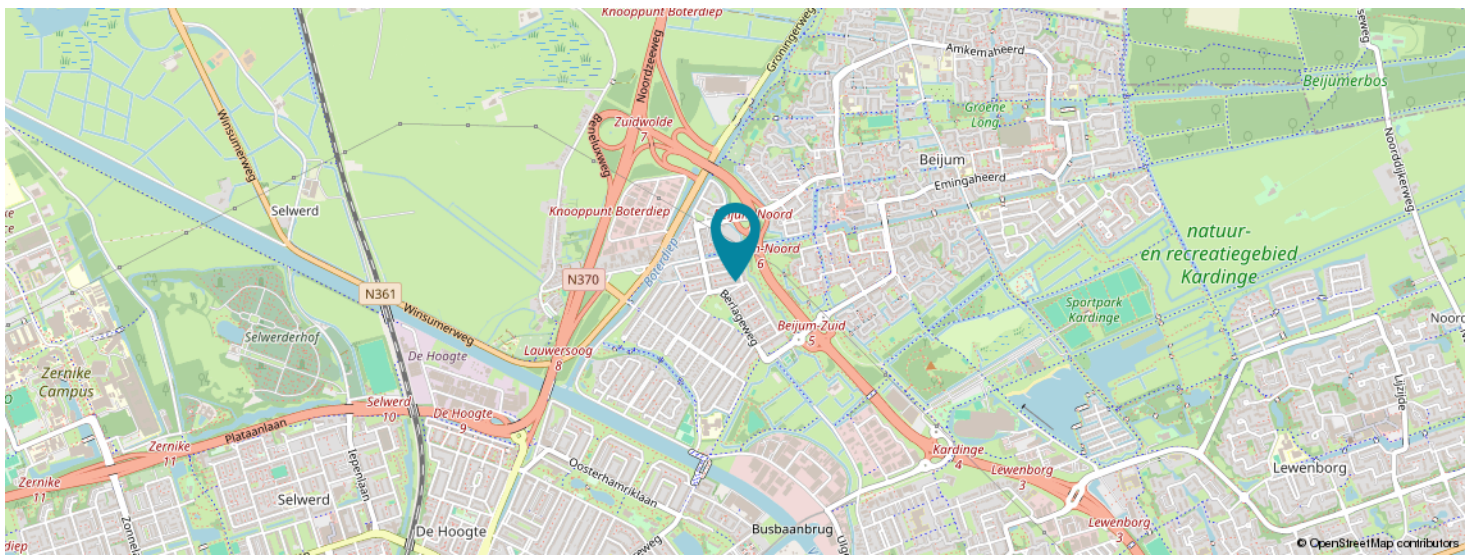 Knooppunt Boterdiep
Noordzeeweg
Groningerweg
Amkemaheerd
Beijumerbos
Groene
Long
Zuidwolde
7
Beneluxweg
Winsumerweg
Beijum
Emingaheerd
Noorddijkerweg
Selwerd
Knooppunt Boterdiep
-Noord
-Noord
6
natuur-
en recreatiegebied
Kardinge
Boterdiep
N370
N361
Winsumerweg
Berlageweg
Sportpark
Kardinge
Beijum-Zuid
5
Selwerderhof
De Hoogte
Lauwersoog
8
Zernike
Campus
Lijzijde
Selwerd
10
De Hoogte
9
Plataanlaan
Zernike
11
Iepenlaan
Zernike
11
Kardinge
4
Lewenborg
3
Lewenborg
Oosterhamriklaan
Selwerd
De Hoogte
Busbaanbrug
Lewenborg
3
© OpenStreetMap contributors